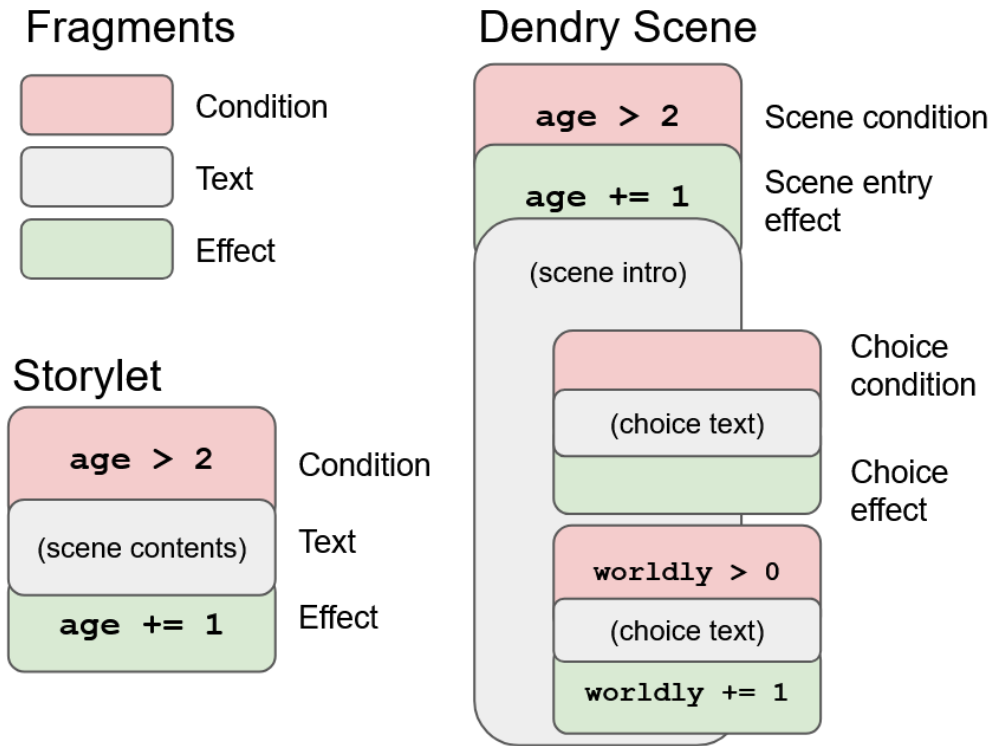 Fragments
Condition
Text
Effect
Storylet
age > 2
Condition
(scene contents)
Text
age += 1
Effect
Dendry Scene
age > 2
Scene condition
age += 1
Scene entry
effect
(scene intro)
Choice
condition
(choice text)
Choice
effect
worldly > 0
(choice text)
worldly += 1